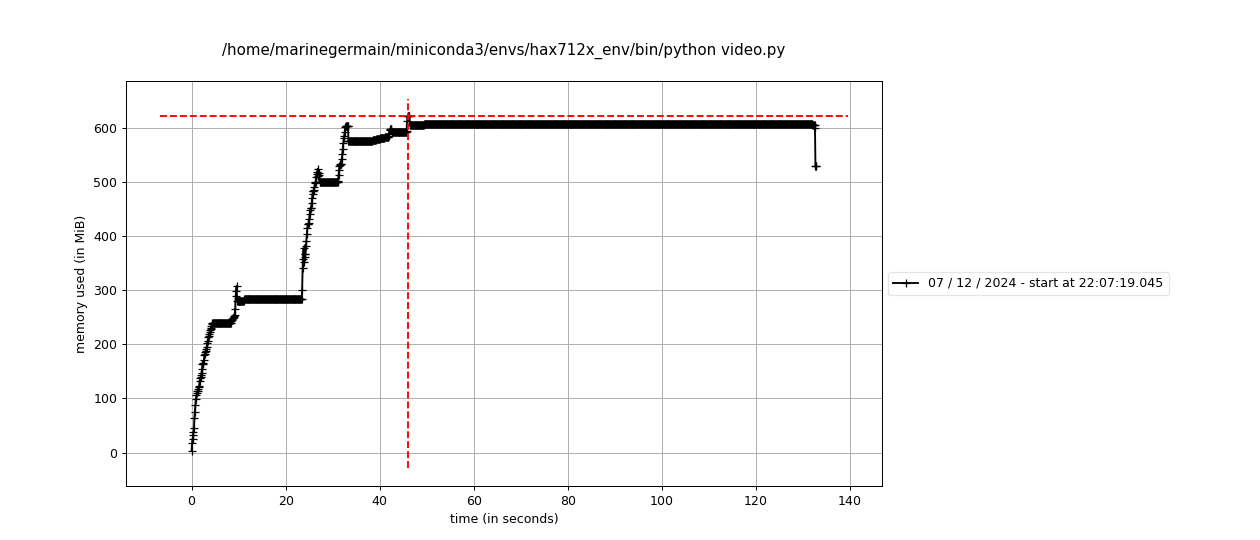 /home/marinegermain/miniconda3/envs/hax712x_env/bin/python video.py
memory used (in MiB)
600
500
400
300
200
100
0
07 / 12 / 2024 - start at 22:07:19.045
0 20 40 60 80 100 120 140
time (in seconds)